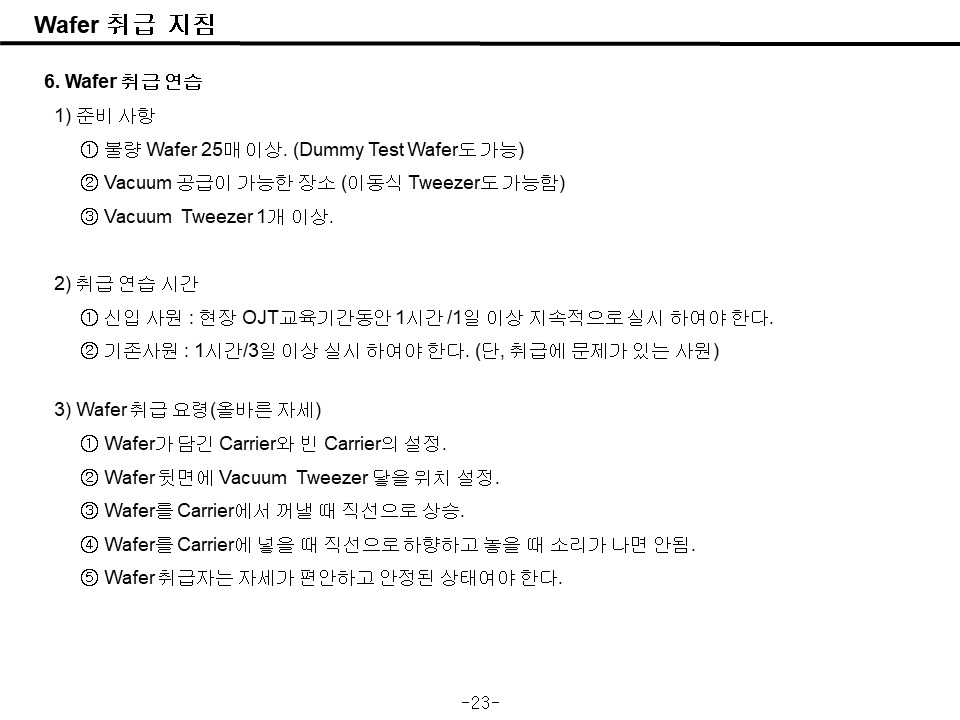 Wafer 취급 지침
6. Wafer 취급 연습
1) 준비 사항
① 불량 Wafer 25매 이상. (Dummy Test Wafer도 가능)
② Vacuum 공급이 가능한 장소 (이동식 Tweezer도 가능함)
③ Vacuum Tweezer 1개 이상.
2) 취급 연습 시간
① 신입 사원 : 현장 OJT교육기간동안 1시간 /1일 이상 지속적으로 실시 하여야 한다.
② 기존사원 : 1시간/3일 이상 실시 하여야 한다. (단, 취급에 문제가 있는 사원)
3) Wafer 취급 요령(올바른 자세)
① Wafer가 담긴 Carrier와 빈 Carrier의 설정.
② Wafer 뒷면에 Vacuum Tweezer 닿을 위치 설정.
③ Wafer를 Carrier에서 꺼낼 때 직선으로 상승.
④ Wafer를 Carrier에 넣을 때 직선으로 하향하고 놓을 때 소리가 나면 안됨.
⑤ Wafer 취급자는 자세가 편안하고 안정된 상태여야 한다.
-23-